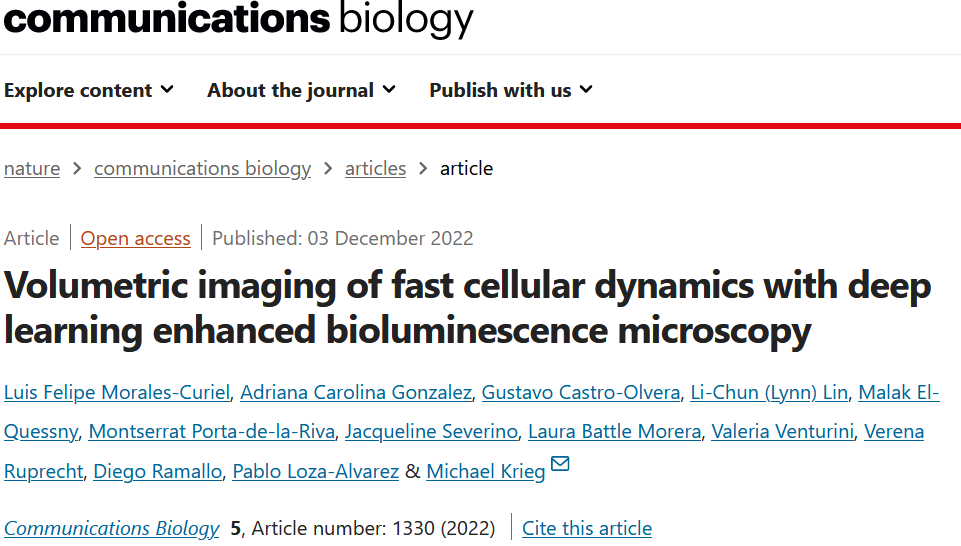 communications biology
Explore content About the journal Publish with us
nature > communications biology > articles > article
Article | Open access | Published: 03 December 2022
Volumetric imaging of fast cellular dynamics with deep
learning enhanced bioluminescence microscopy
Luis Felipe Morales-Curiel, Adriana Carolina Gonzalez, Gustavo Castro-Olvera, Li-Chun (Lynn) Lin, Malak El-
Quessny, Montserrat Porta-de-la-Riva, Jacqueline Severino, Laura Battle Morera, Valeria Venturini, Verena
Ruprecht, Diego Ramallo, Pablo Loza-Alvarez & Michael Krieg
Communications Biology 5, Article number: 1330 (2022) | Cite this article